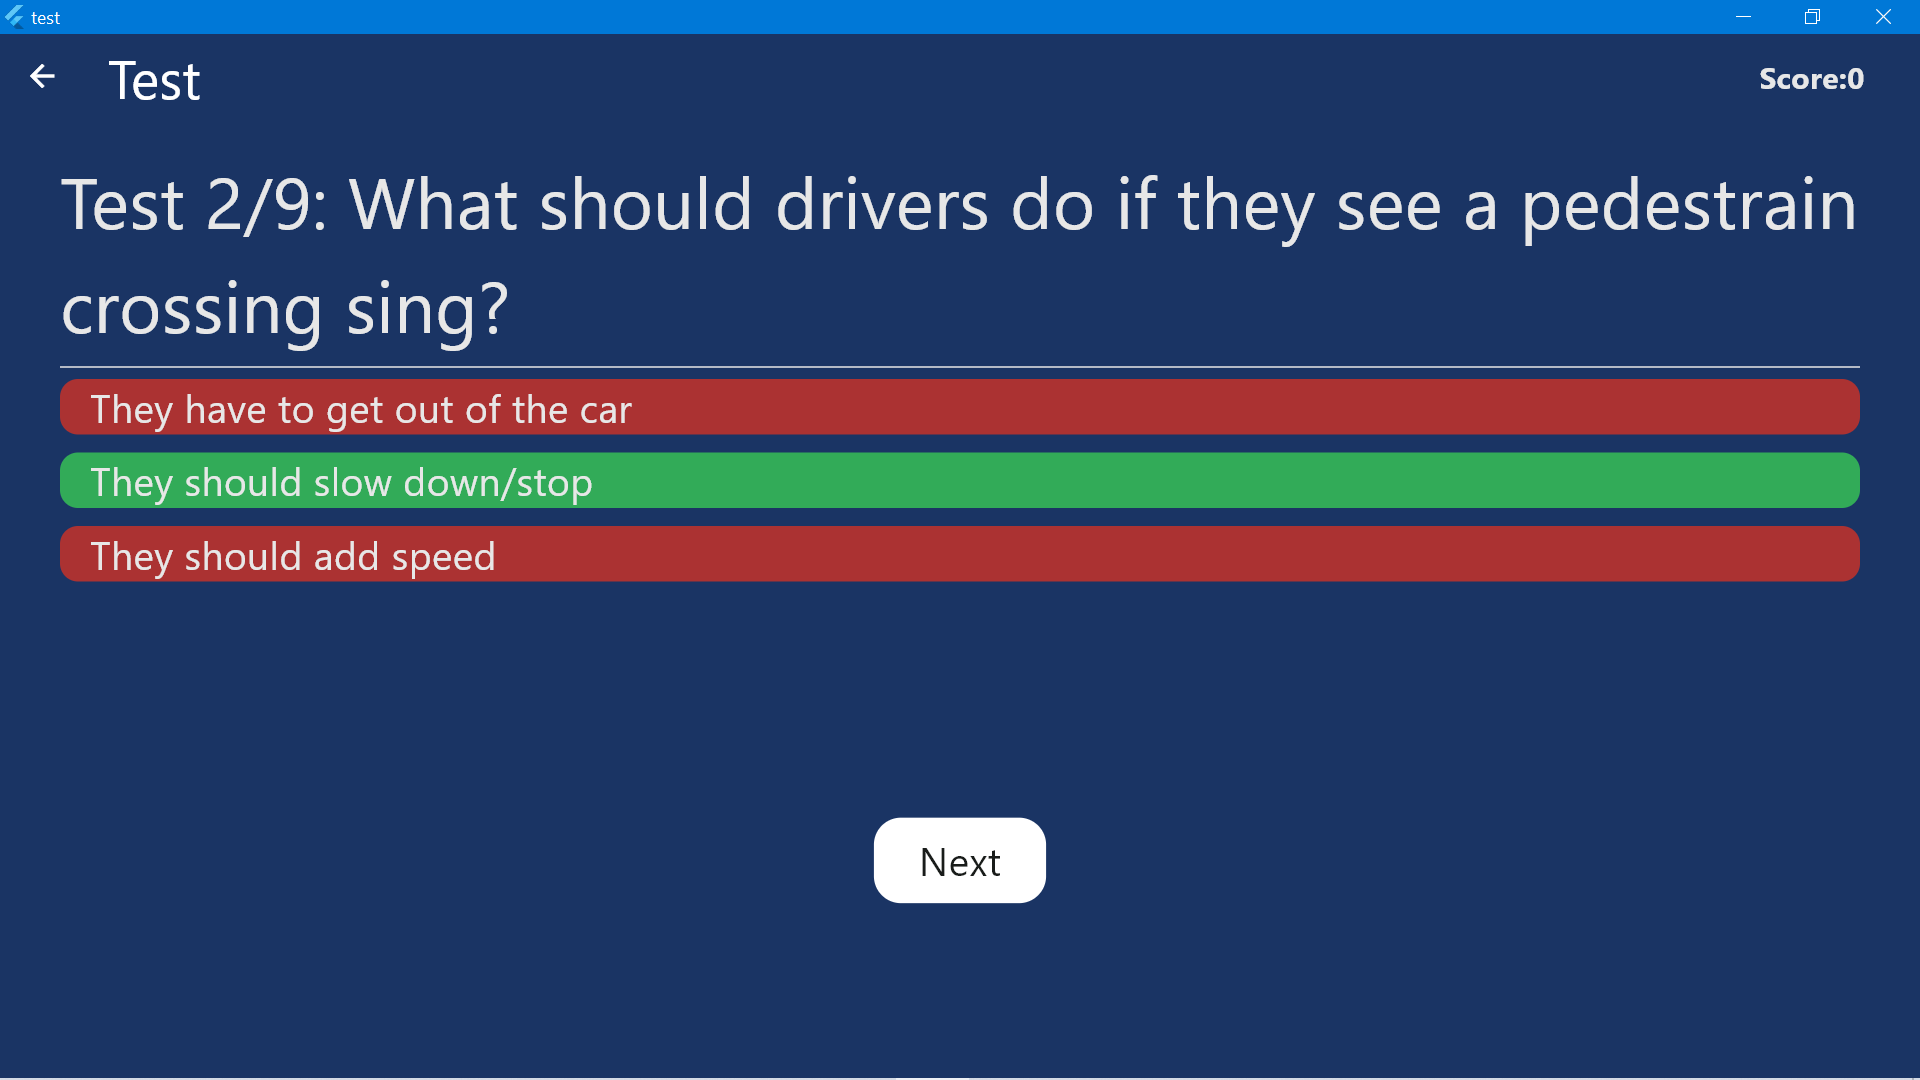 test
Test
Score:0
Test 2/9: What should drivers do if they see a pedestrain
crossing sing?
They have to get out of the car
They should slow down/stop
They should add speed
Next